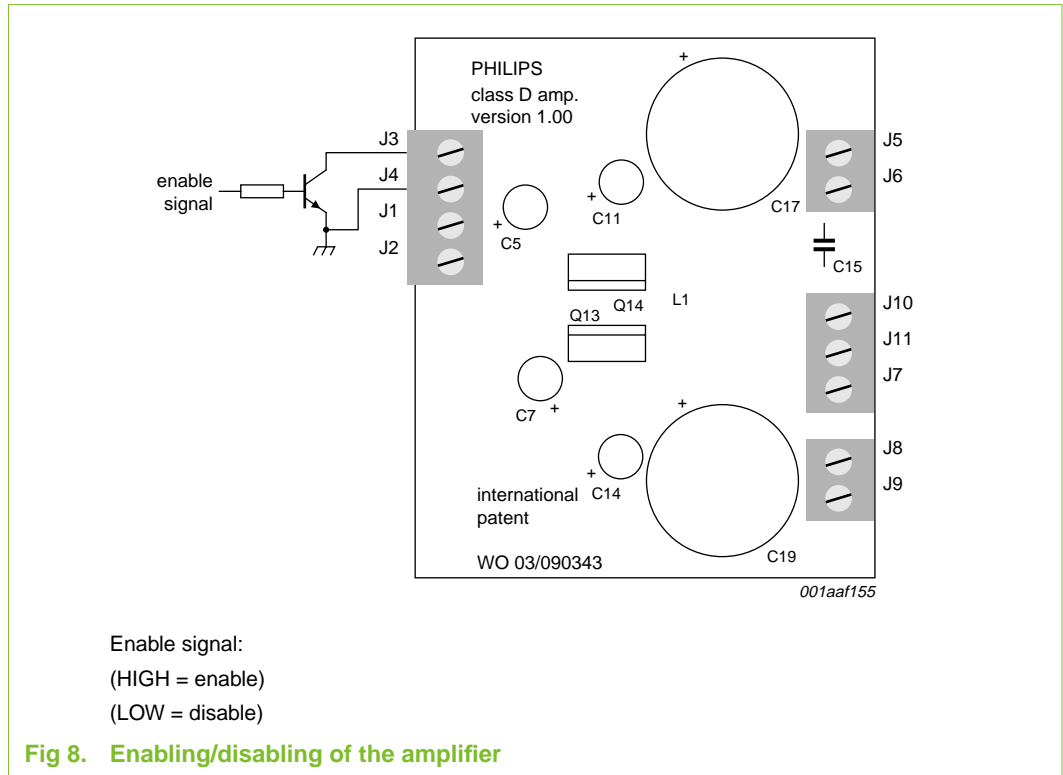 PHILIPS
class D amp.
version 1.00
J3
J4
J1
J2
enable
signal
+
C17
+
C11
+
C5
J5
J6
C15
Q14
L1
Q13
J10
J11
J7
C7
+
+
C14
+
C19
J8
J9
international
patent
WO 03/090343
001aaf155
Enable signal:
(HIGH = enable)
(LOW = disable)
Fig 8. Enabling/disabling of the amplifier